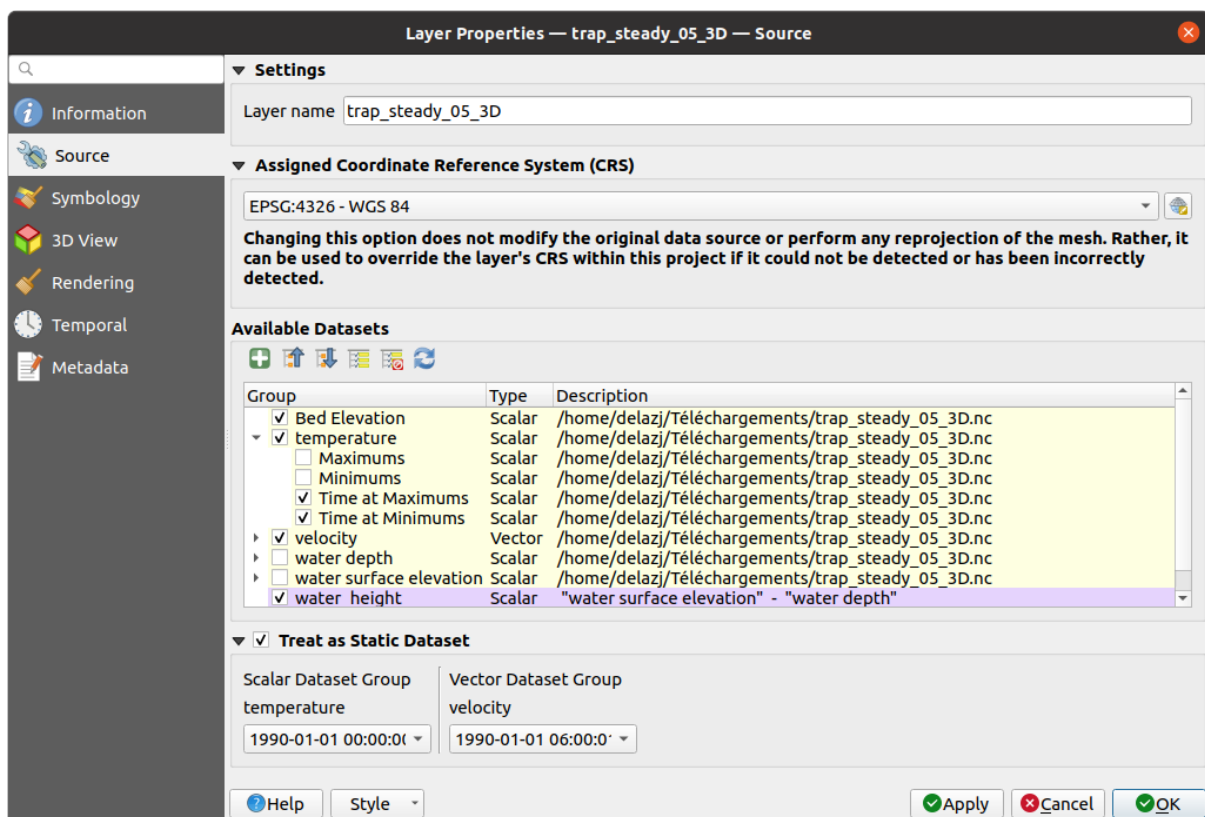 Layer Properties — trap_steady_05_3D — Source
Information
Source
Symbology
3D View
Rendering
Temporal
Metadata
Settings
Layer name trap_steady_05_3D
Assigned Coordinate Reference System (CRS)
EPSG:4326 - WGS 84
Changing this option does not modify the original data source or perform any reprojection of the mesh. Rather, it
can be used to override the layer's CRS within this project if it could not be detected or has been incorrectly
detected.
Available Datasets
Group Type Description
Bed Elevation Scalar /home/delazj/Téléchargements/trap_steady_05_3D.nc
temperature Scalar /home/delazj/Téléchargements/trap_steady_05_3D.nc
Maximums Scalar /home/delazj/Téléchargements/trap_steady_05_3D.nc
Minimums Scalar /home/delazj/Téléchargements/trap_steady_05_3D.nc
Time at Maximums Scalar /home/delazj/Téléchargements/trap_steady_05_3D.nc
Time at Minimums Scalar /home/delazj/Téléchargements/trap_steady_05_3D.nc
velocity Vector /home/delazj/Téléchargements/trap_steady_05_3D.nc
water depth Scalar /home/delazj/Téléchargements/trap_steady_05_3D.nc
water surface elevation Scalar /home/delazj/Téléchargements/trap_steady_05_3D.nc
water_height Scalar "water surface elevation" - "water depth"
Treat as Static Dataset
Scalar Dataset Group Vector Dataset Group
temperature velocity
1990-01-01 00:00:0 1990-01-01 06:00:0
Help Style Apply Cancel OK